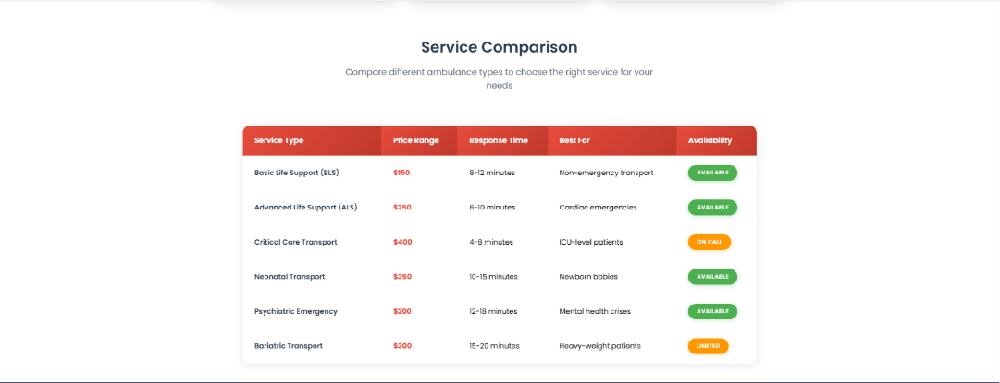 Service Comparison
Compare different ambulance types to choose the right service for your
needs
Service Type Price Range Response Time Best For Availability
Basic Life Support (BLS) $150 8-12 minutes Non-emergency transport AVAILABLE
Advanced Life Support (ALS) $250 6-10 minutes Cardiac emergencies AVAILABLE
Critical Care Transport $400 4-8 minutes ICU-level patients ON CALL
Neonatal Transport $350 10-15 minutes Newborn babies AVAILABLE
Psychiatric Emergency $200 12-18 minutes Mental health crises AVAILABLE
Bariatric Transport $300 15-20 minutes Heavy-weight patients LIMITED